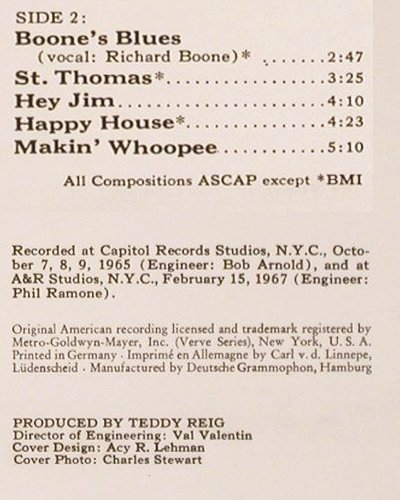 SIDE 2:
Boone's Blues
(vocal: Richard Boone)* .......2:47
St. Thomas*................3:25
Hey Jim.....................4:10
Happy House*..............4:23
Makin' Whoopee...........5:10
All Compositions ASCAP except *BMI
Recorded at Capitol Records Studios, N.Y.C., Octo-
ber 7, 8, 9, 1965 (Engineer: Bob Arnold), and at
A&R Studios, N.Y.C., February 15, 1967 (Engineer:
Phil Ramone).
Original American recording licensed and trademark registered by
Metro-Goldwyn-Mayer, Inc. (Verve Series), New York, U. S. A.
Printed in Germany · Imprimé en Allemagne by Carl v. d. Linnepe,
Lüdenscheid · Manufactured by Deutsche Grammophon, Hamburg
PRODUCED BY TEDDY REIG
Director of Engineering: Val Valentin
Cover Design: Acy R. Lehman
Cover Photo: Charles Stewart